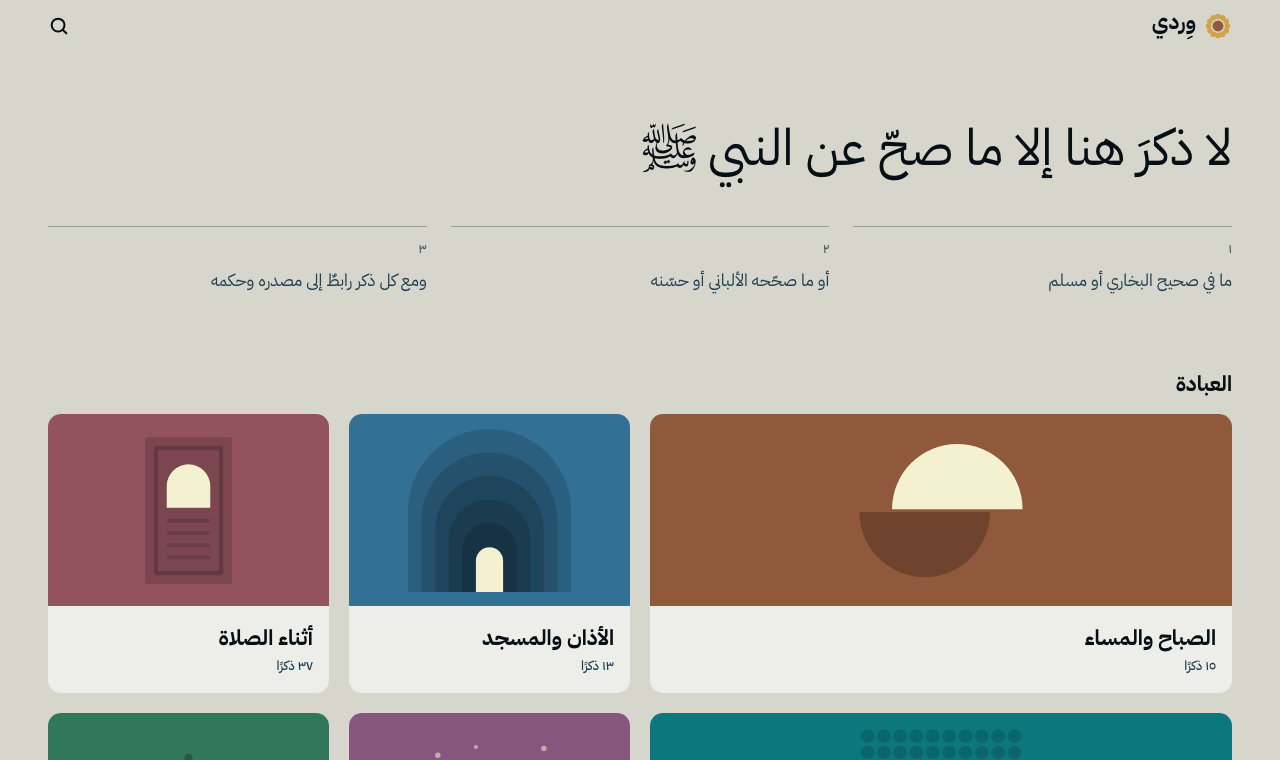 وِردي
لا ذكرَ هنا إلا ما صحّ عن النبي ﷺ
١
ما في صحيح البخاري أو مسلم
٢
أو ما صحّحه الألباني أو حسّنه
٣
ومع كل ذكر رابطٌ إلى مصدره وحكمه
العبادة
الصباح والمساء
١٥ ذكرًا
الأذان والمسجد
١٣ ذكرًا
أثناء الصلاة
٣٧ ذكرًا